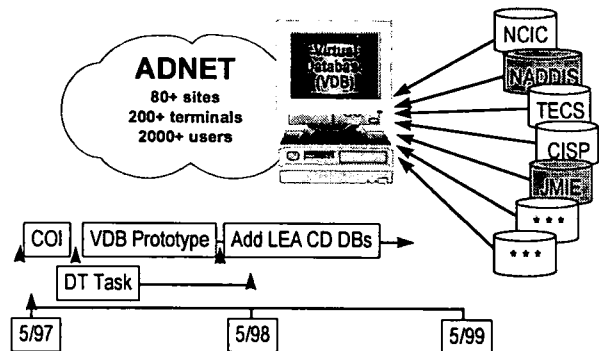 ADNET
80+ sites
200+ terminals
2000+ users
Virtual
Database
(VDB)
NCIC
NADDIS
TECS
CISP
JMIE
* * *
* * *
COI
VDB Prototype
Add LEA CD DBs
DT Task
5/97
5/98
5/99